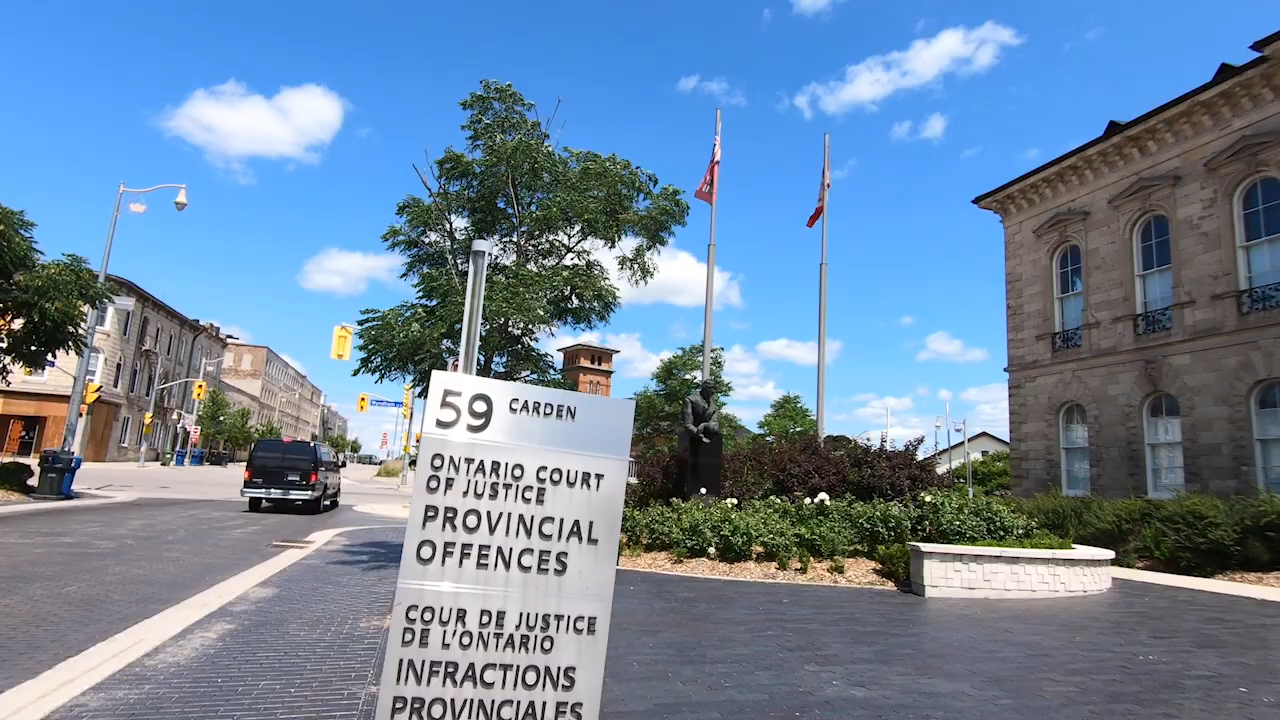 59 CARDEN
ONTARIO COURT
OF JUSTICE
PROVINCIAL
OFFENCES
COUR DE JUSTICE
DE L'ONTARIO
INFRACTIONS
PROVINCIALES